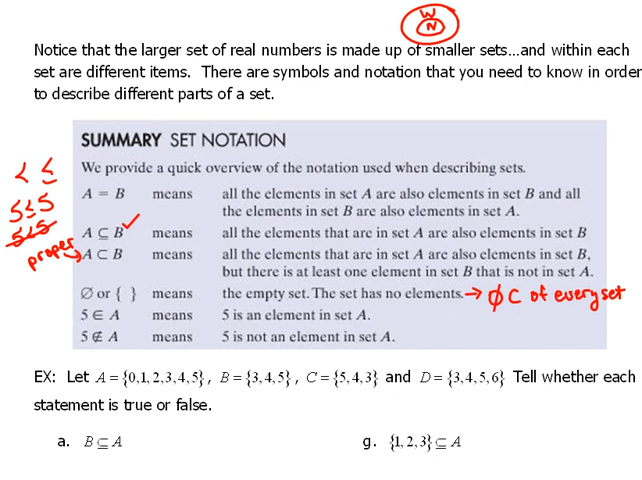 W
N
Notice that the larger set of real numbers is made up of smaller sets...and within each
set are different items. There are symbols and notation that you need to know in order
to describe different parts of a set.
SUMMARY SET NOTATION
We provide a quick overview of the notation used when describing sets.
A = B means all the elements in set A are also elements in set B and all
the elements in set B are also elements in set A.
< ≤
5≤5
5<5
A ⊆ B ✓ means all the elements that are in set A are also elements in set B
proper → A ⊂ B means all the elements that are in set A are also elements in set B,
but there is at least one element in set B that is not in set A.
∅ or { } means the empty set. The set has no elements. → ∅ ⊂ of every set
5 ∈ A means 5 is an element in set A.
5 ∉ A means 5 is not an element in set A.
EX: Let A = {0,1,2,3,4,5}, B = {3,4,5}, C = {5,4,3} and D = {3,4,5,6} Tell whether each
statement is true or false.
a. B ⊆ A g. {1,2,3} ⊆ A